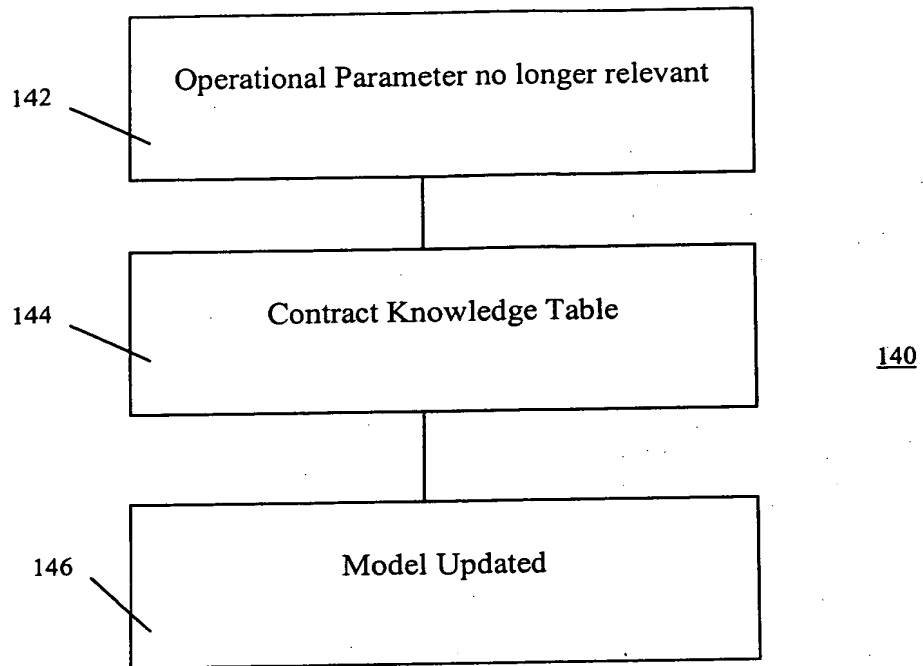 Operational Parameter no longer relevant
142
Contract Knowledge Table
144
140
Model Updated
146